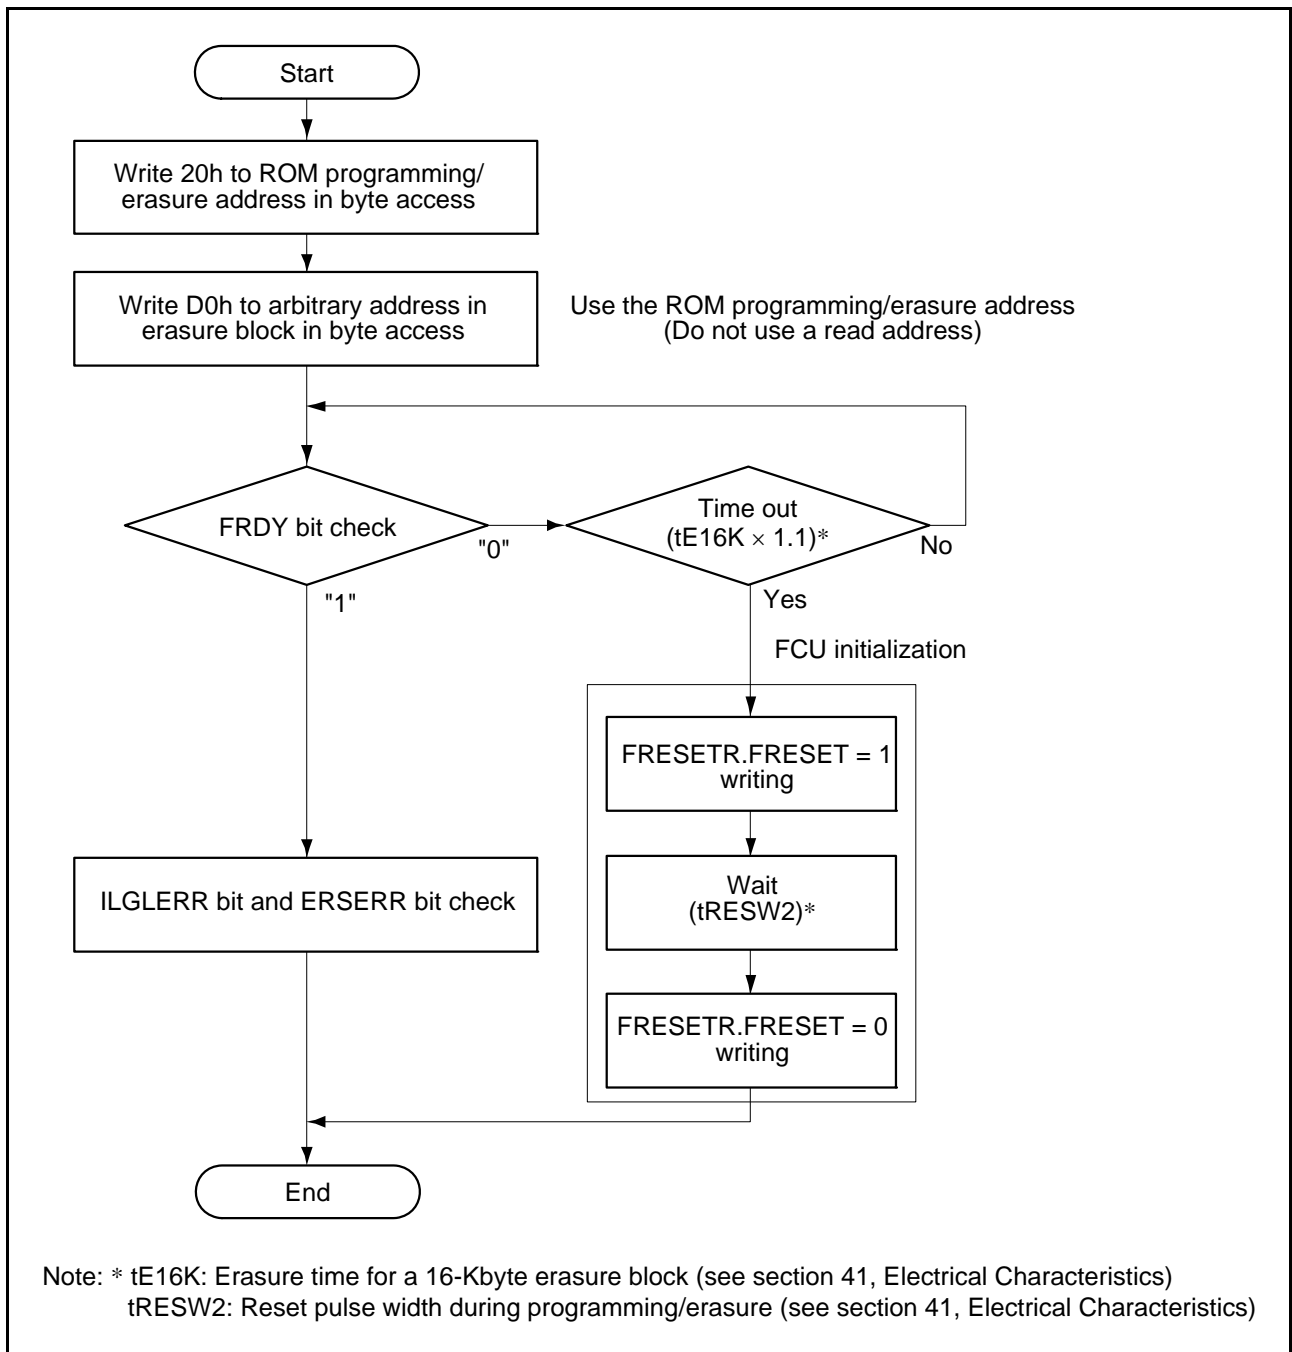 Start
Write 20h to ROM programming/
erasure address in byte access
Write D0h to arbitrary address in
erasure block in byte access
Use the ROM programming/erasure address
(Do not use a read address)
FRDY bit check
"0"
"1"
Time out
(tE16K × 1.1)*
No
Yes
FCU initialization
FRESETR.FRESET = 1
writing
ILGLERR bit and ERSERR bit check
Wait
(tRESW2)*
FRESETR.FRESET = 0
writing
End
Note: * tE16K: Erasure time for a 16-Kbyte erasure block (see section 41, Electrical Characteristics)
tRESW2: Reset pulse width during programming/erasure (see section 41, Electrical Characteristics)